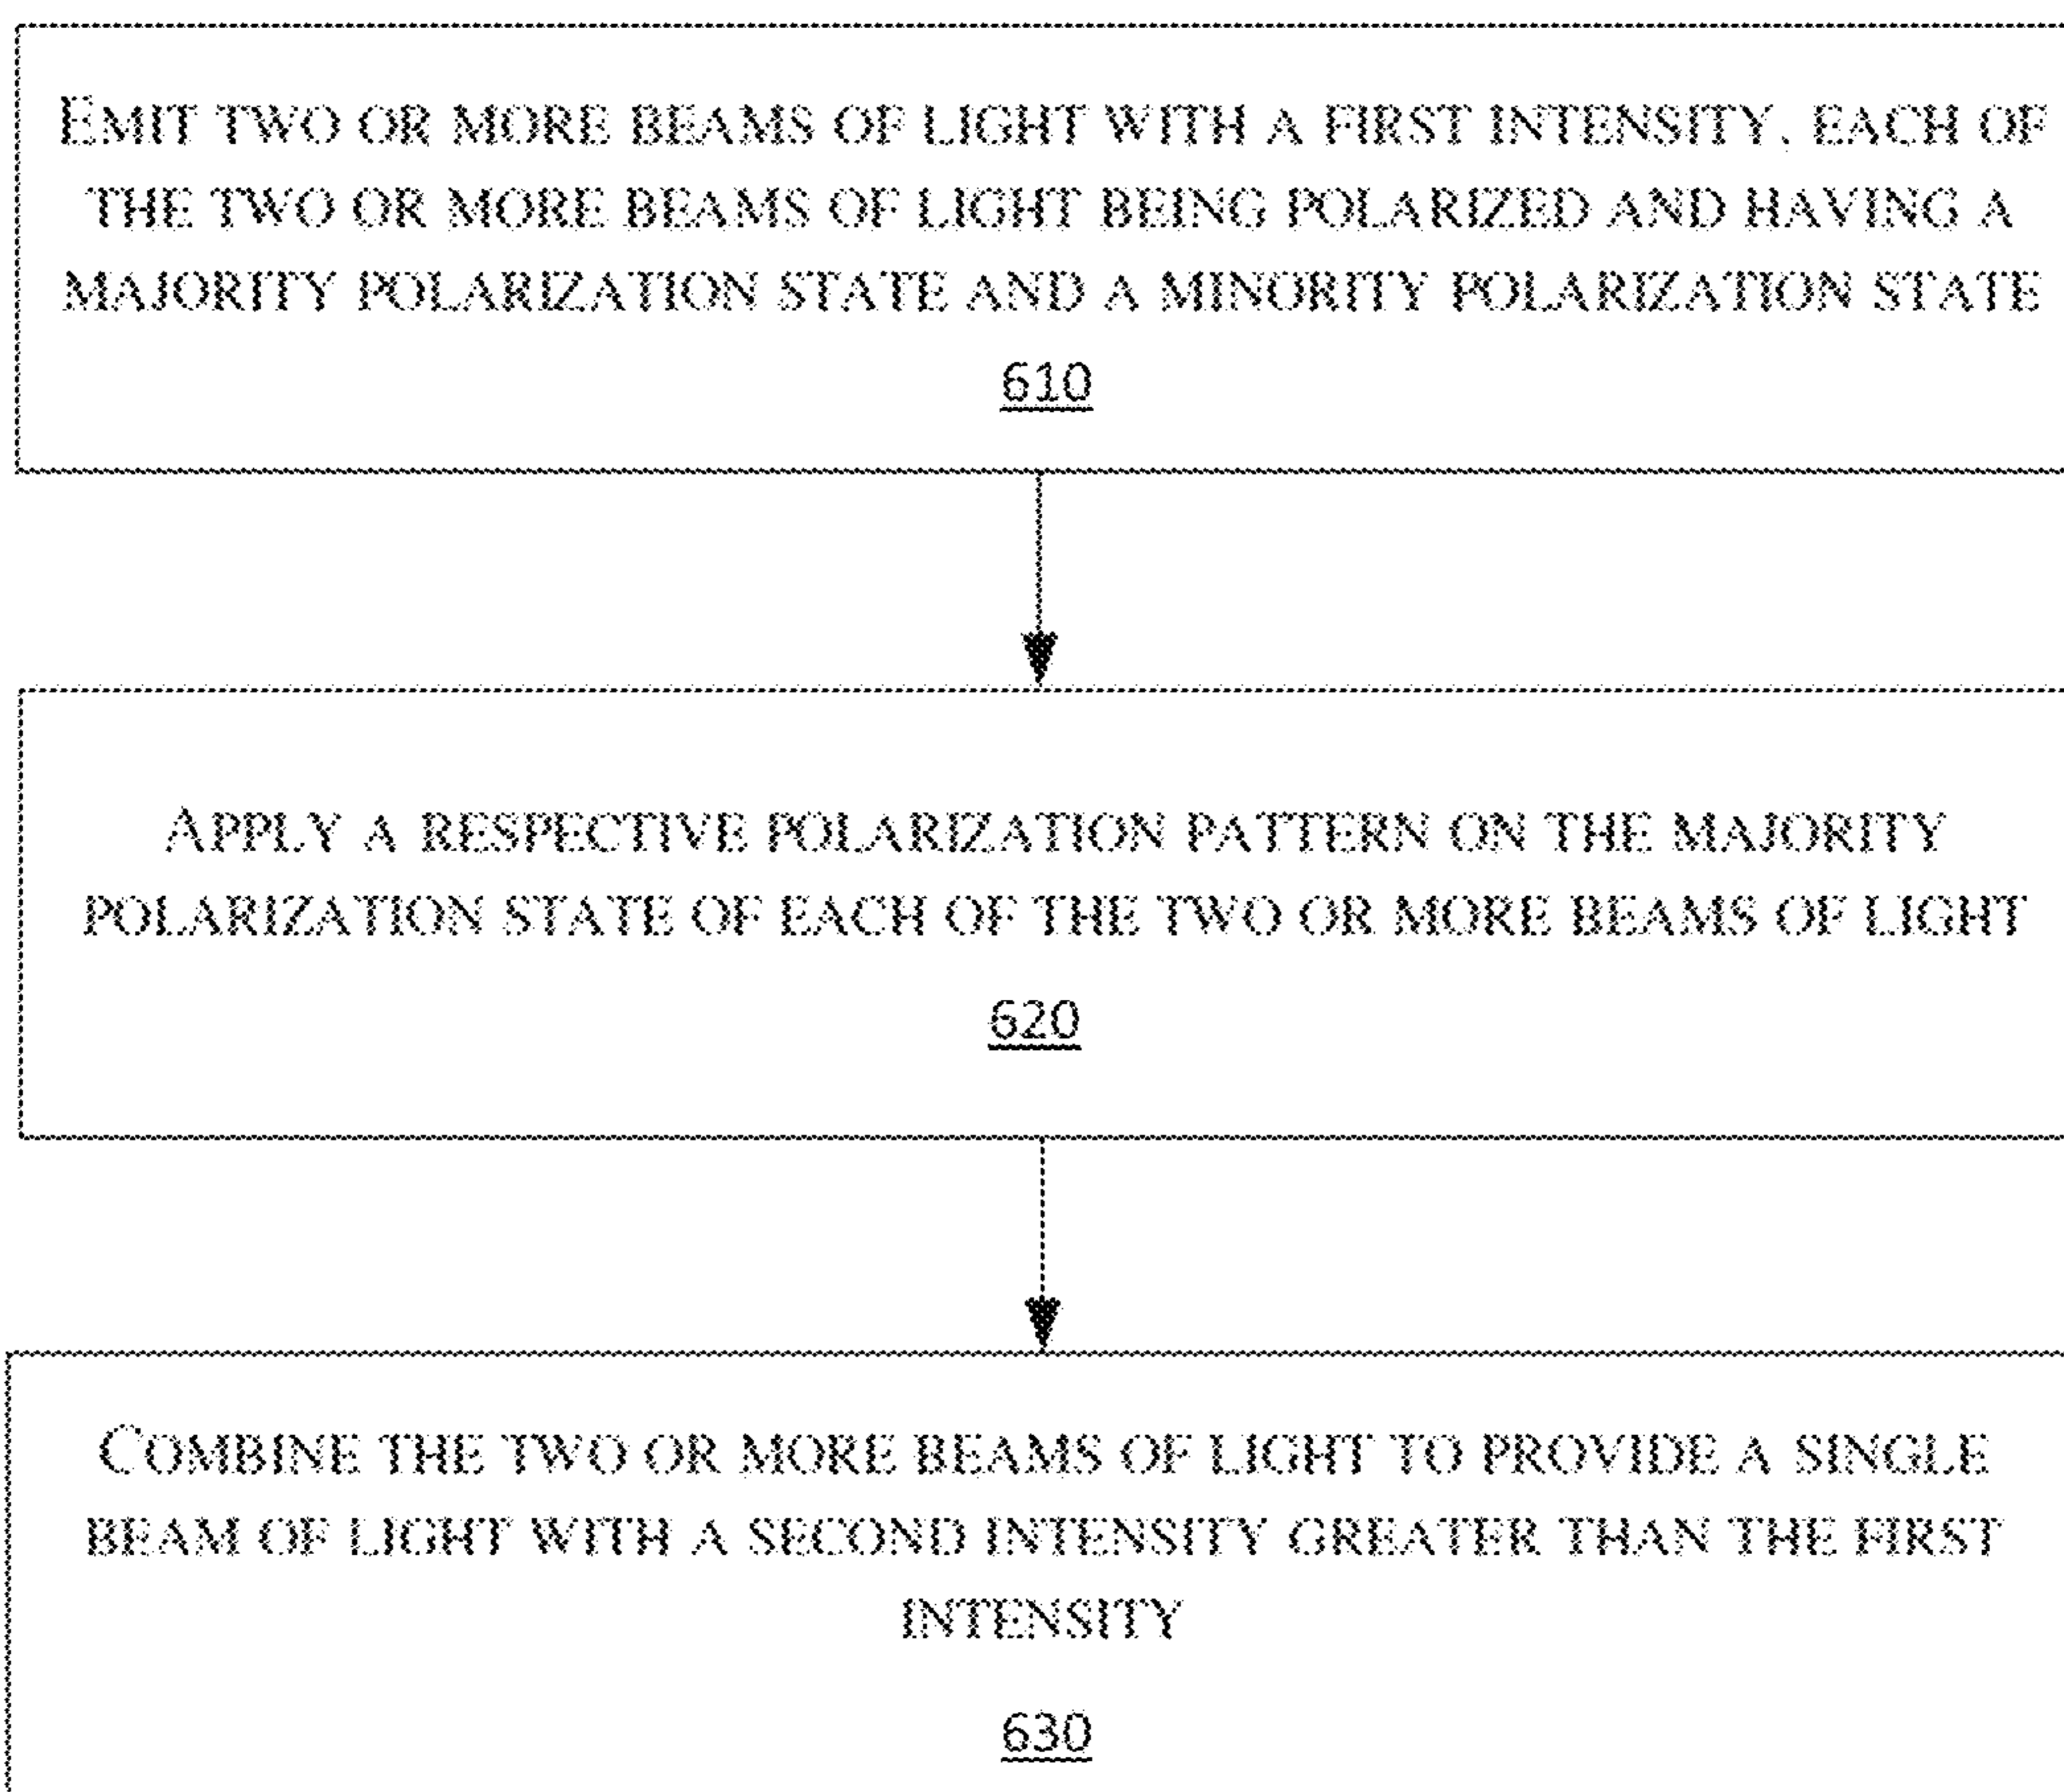 EMIT TWO OR MORE BEAMS OF LIGHT WITH A FIRST INTENSITY, EACH OF
THE TWO OR MORE BEAMS OF LIGHT BEING POLARIZED AND HAVING A
MAJORITY POLARIZATION STATE AND A MINORITY POLARIZATION STATE
610
APPLY A RESPECTIVE POLARIZATION PATTERN ON THE MAJORITY
POLARIZATION STATE OF EACH OF THE TWO OR MORE BEAMS OF LIGHT
620
COMBINE THE TWO OR MORE BEAMS OF LIGHT TO PROVIDE A SINGLE
BEAM OF LIGHT WITH A SECOND INTENSITY GREATER THAN THE FIRST
INTENSITY
630